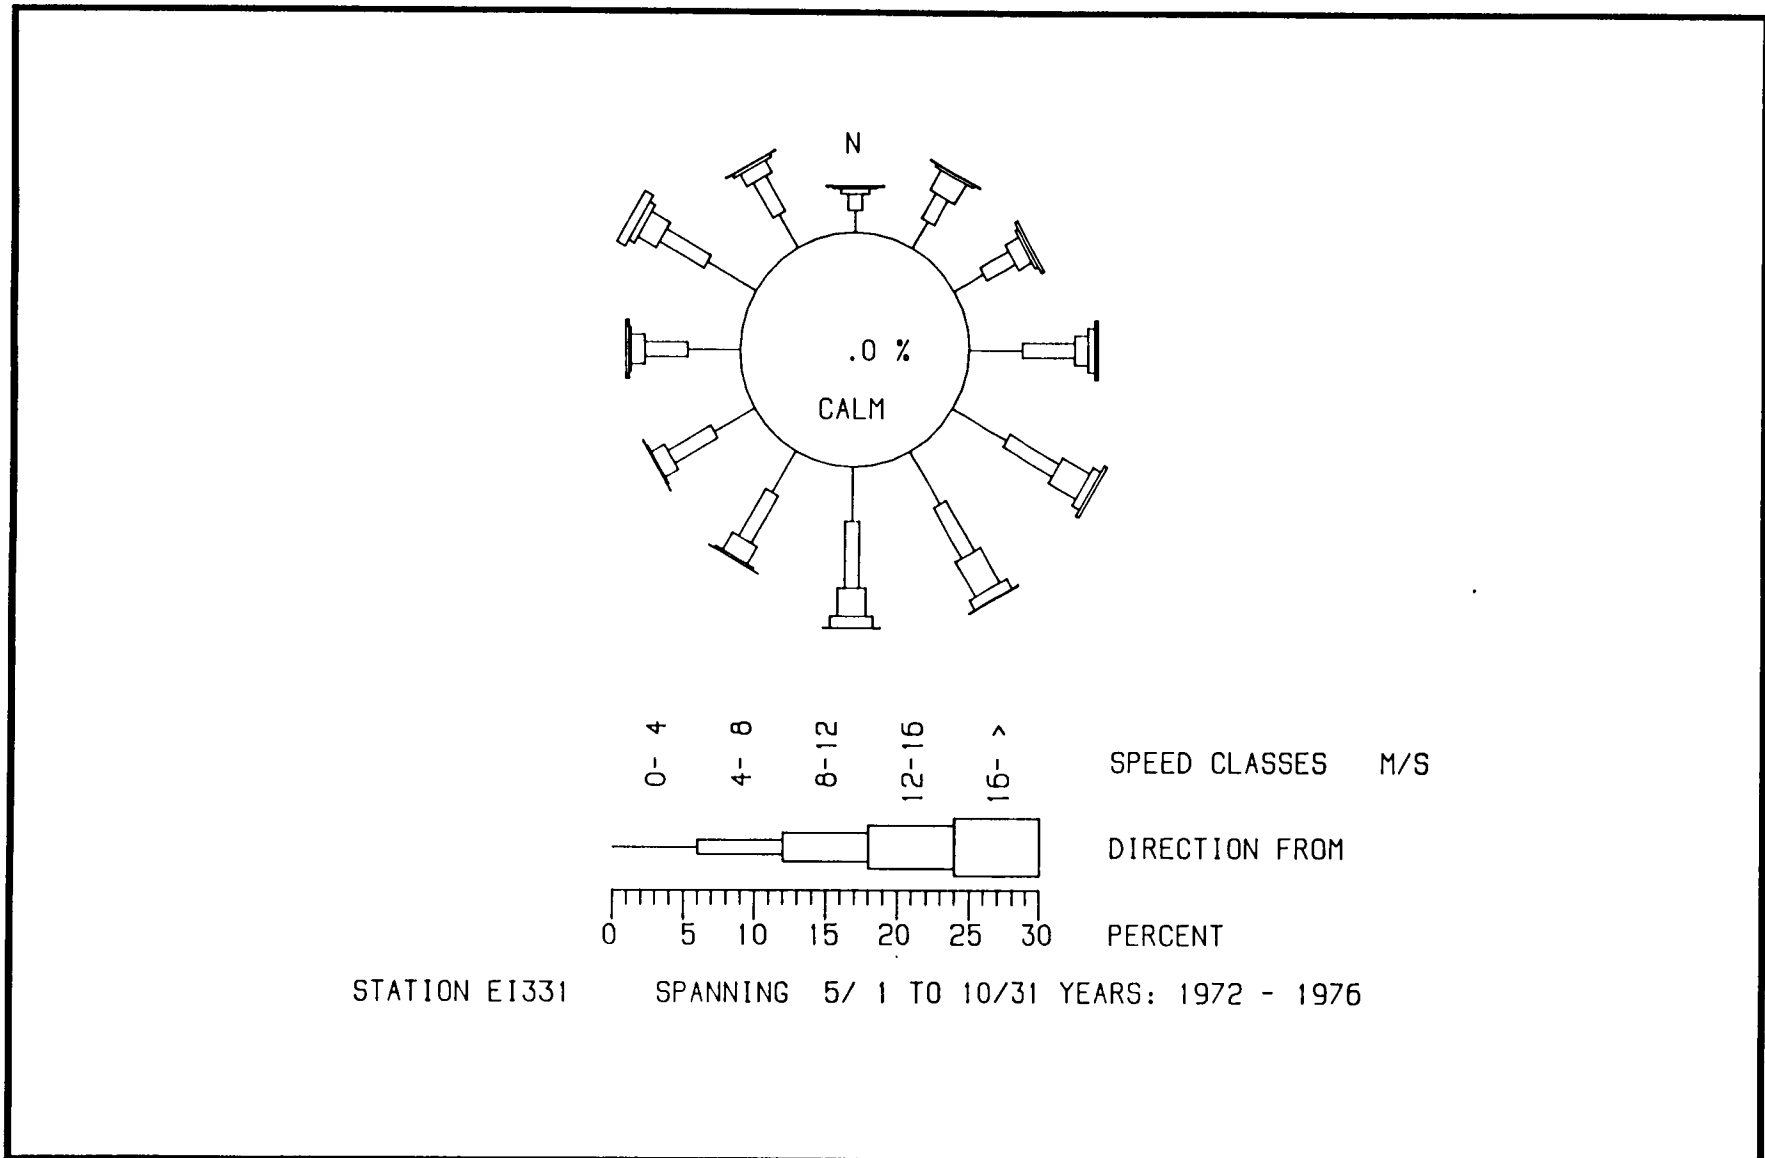 N
.0 %
CALM
0- 4
4- 8
8-12
12-16
16- >
SPEED CLASSES M/S
DIRECTION FROM
0 5 10 15 20 25 30 PERCENT
STATION EI331 SPANNING 5/ 1 TO 10/31 YEARS: 1972 - 1976